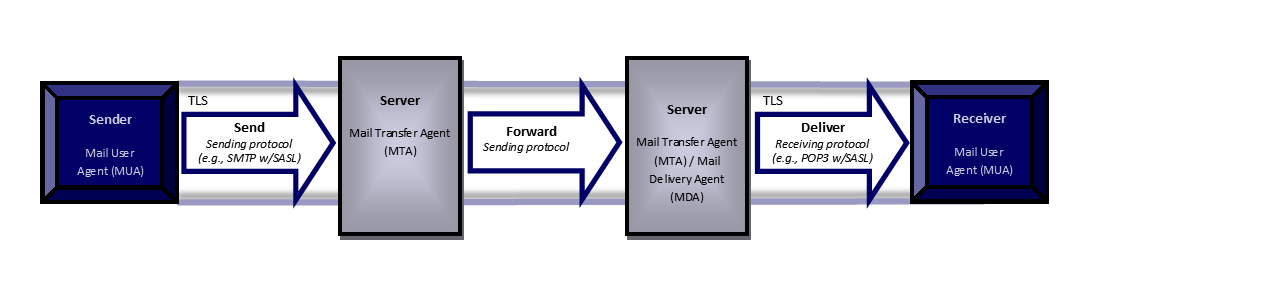 Sender
Mail User
Agent (MUA)
TLS
Send
Sending protocol
(e.g., SMTP w/SASL)
Server
Mail Transfer Agent
(MTA)
Forward
Sending protocol
Server
Mail Transfer Agent
(MTA) / Mail
Delivery Agent
(MDA)
TLS
Deliver
Receiving protocol
(e.g., POP3 w/SASL)
Receiver
Mail User
Agent (MUA)